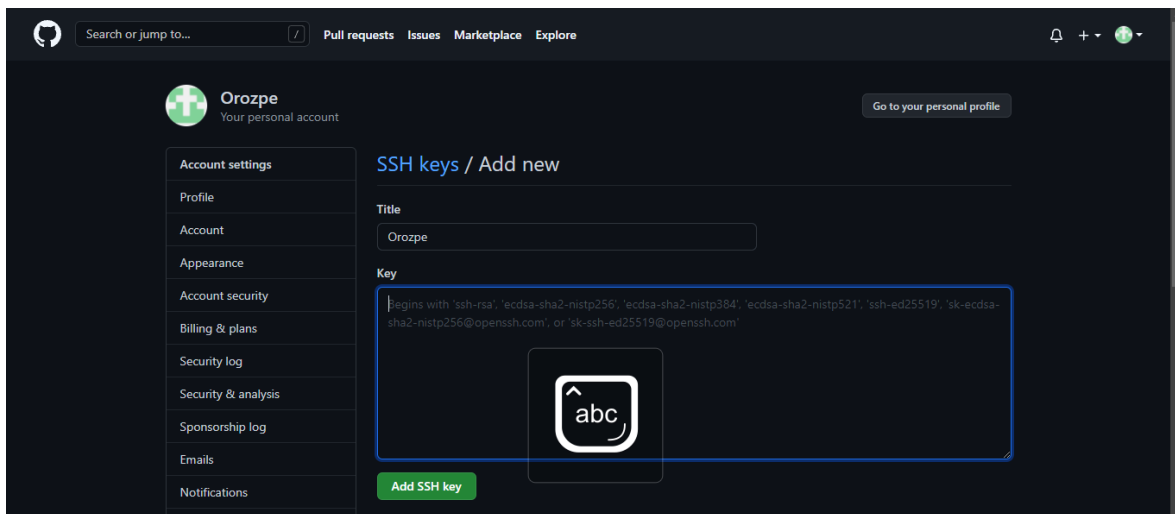 Search or jump to... /
Pull requests Issues Marketplace Explore
Orozpe
Your personal account
Go to your personal profile
Account settings
Profile
Account
Appearance
Account security
Billing & plans
Security log
Security & analysis
Sponsorship log
Emails
Notifications
SSH keys / Add new
Title
Orozpe
Key
Begins with 'ssh-rsa', 'ecdsa-sha2-nistp256', 'ecdsa-sha2-nistp384', 'ecdsa-sha2-nistp521', 'ssh-ed25519', 'sk-ecdsa-
sha2-nistp256@openssh.com', or 'sk-ssh-ed25519@openssh.com'
abc
Add SSH key